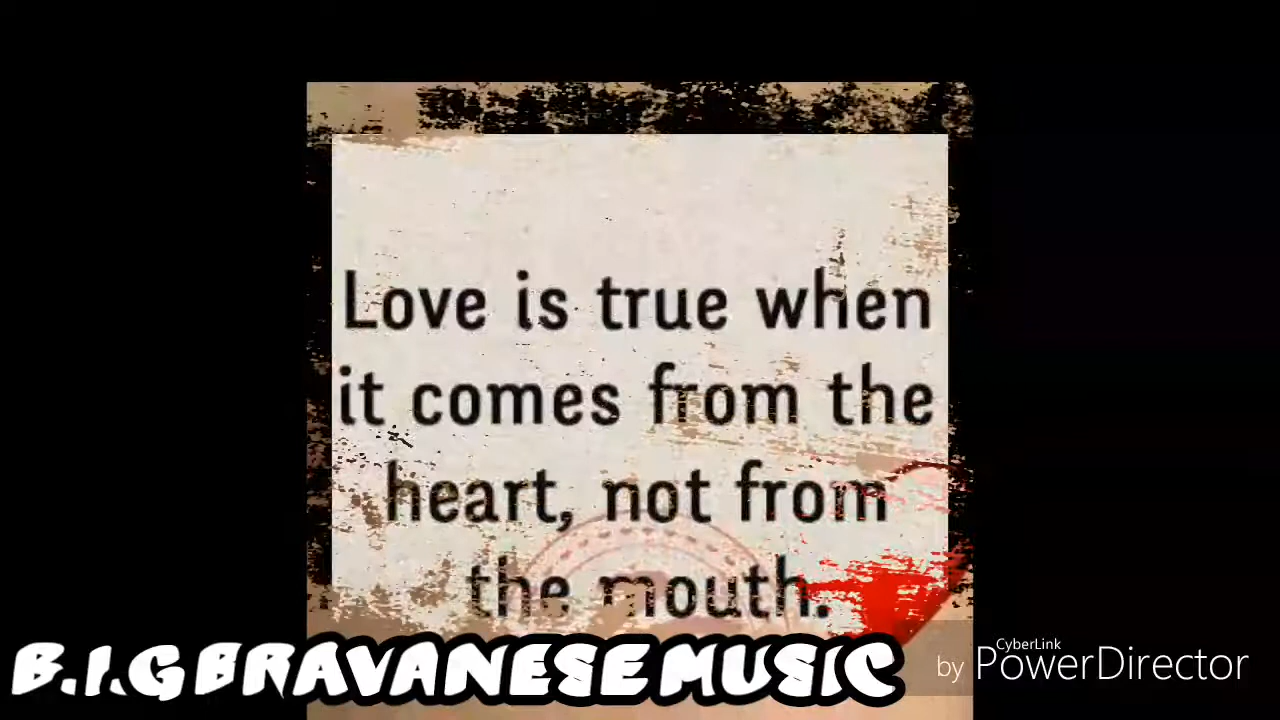 Love is true when
it comes from the
heart, not from
the mouth.
B.I.G BRAVANESE MUSIC
CyberLink
by PowerDirector